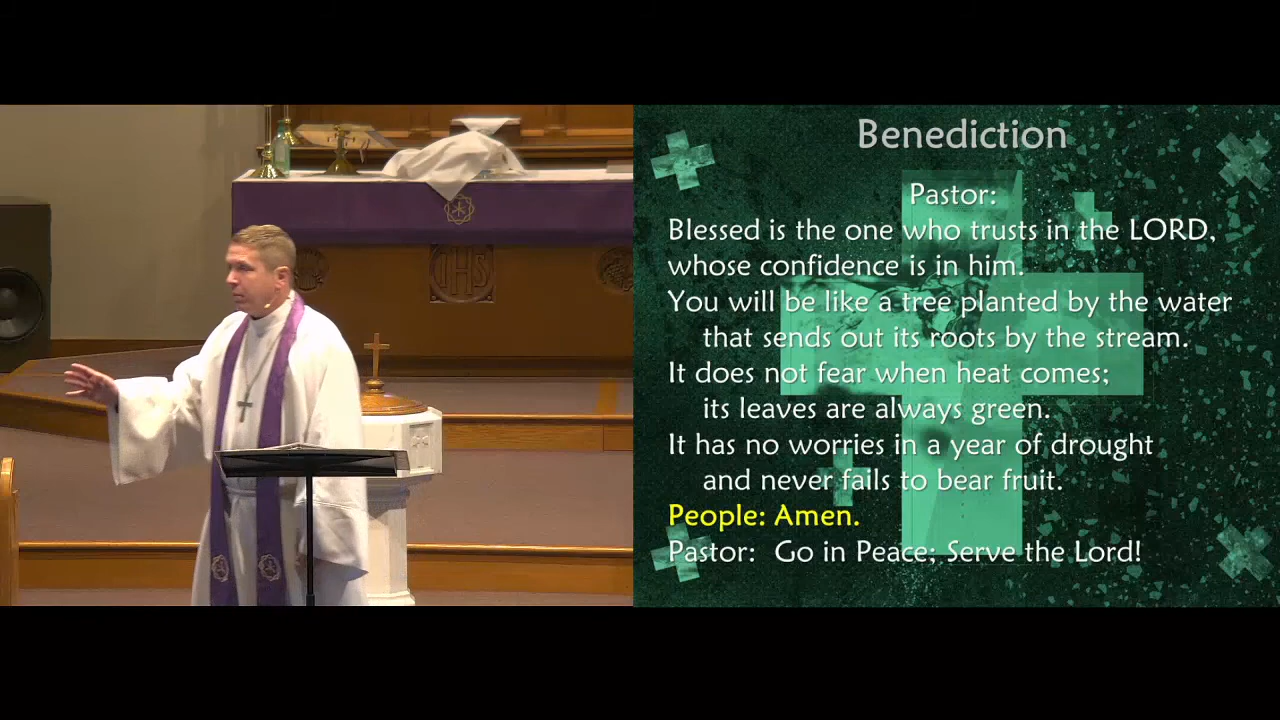 IHS
Benediction
Pastor:
Blessed is the one who trusts in the LORD,
whose confidence is in him.
You will be like a tree planted by the water
that sends out its roots by the stream.
It does not fear when heat comes;
its leaves are always green.
It has no worries in a year of drought
and never fails to bear fruit.
People: Amen.
Pastor: Go in Peace; Serve the Lord!